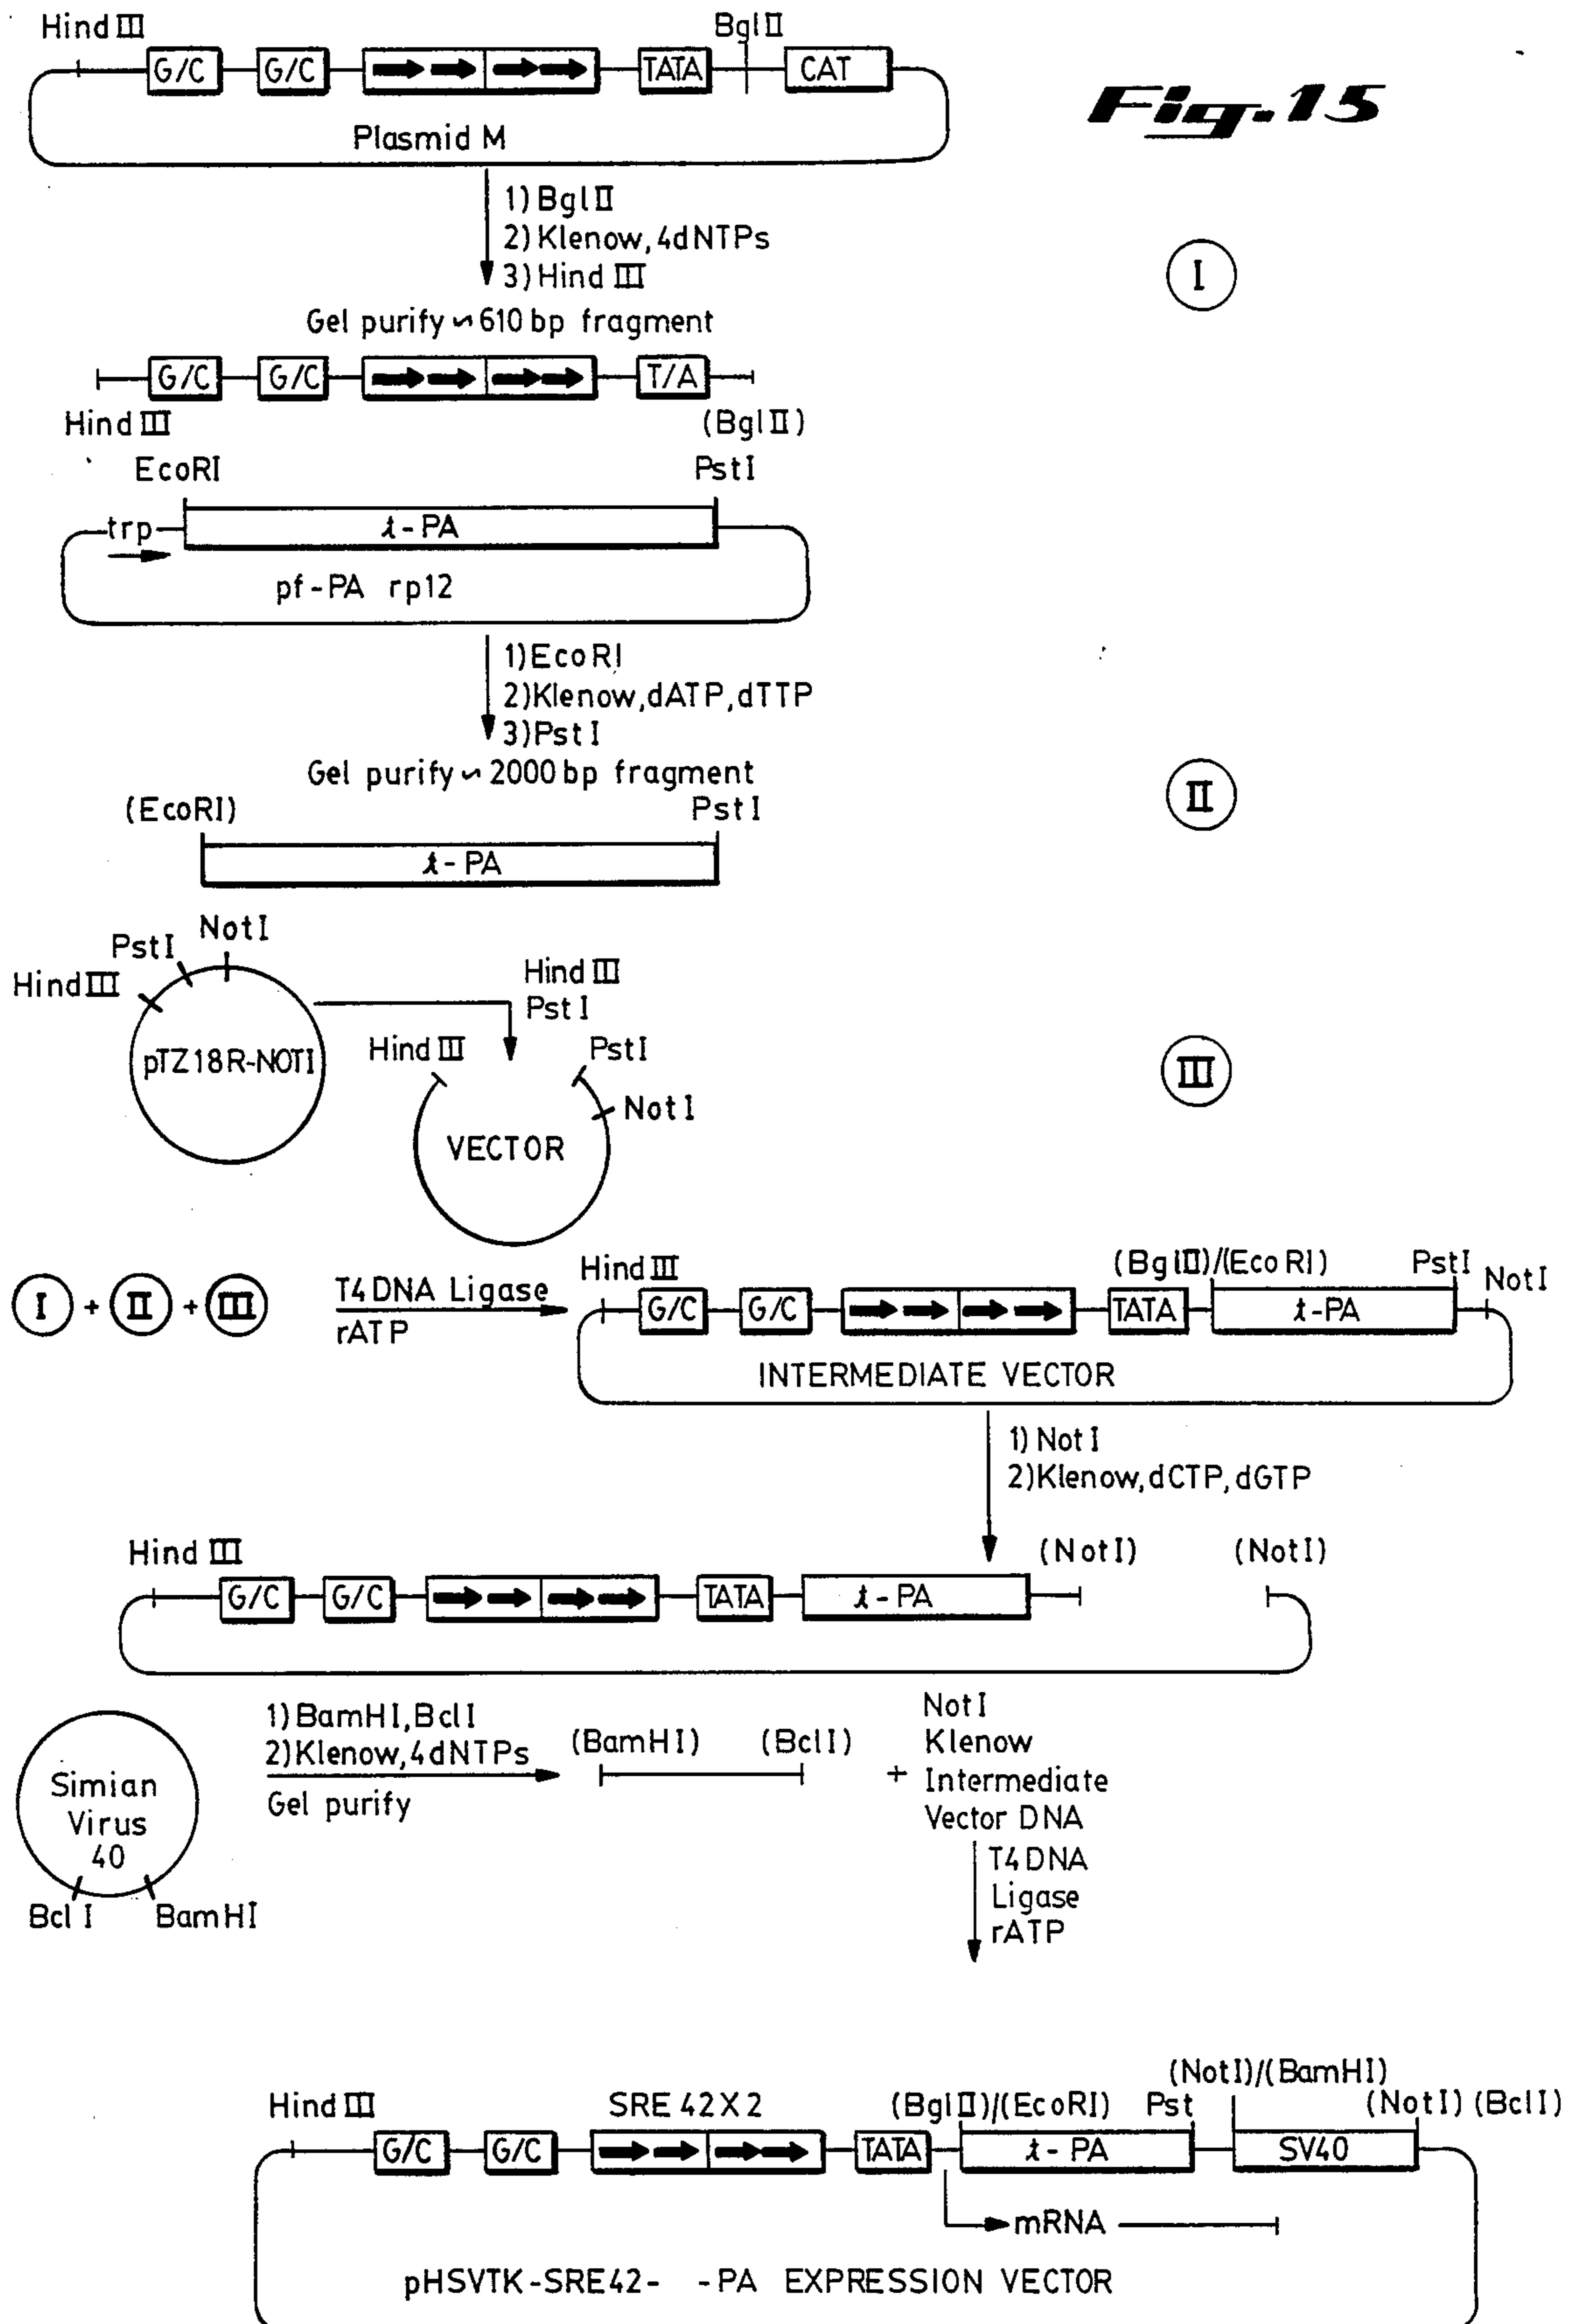 Fig. 15
Hind III
Bgl II
G/C
G/C
TATA
CAT
Plasmid M
1) Bgl II
2) Klenow, 4dNTPs
3) Hind III
I
Gel purify ~ 610 bp fragment
G/C
G/C
T/A
Hind III
(Bgl II)
EcoRI
PstI
trp
t-PA
pf-PA rp12
1) EcoRI
2) Klenow, dATP, dTTP
3) PstI
II
Gel purify ~ 2000 bp fragment
(EcoRI)
PstI
t-PA
Hind III
PstI
NotI
pTZ18R-NOTI
Hind III
PstI
Hind III
PstI
NotI
VECTOR
III
I + II + III
T4 DNA Ligase
rATP
Hind III
(Bgl II)/(EcoRI)
PstI
NotI
G/C
G/C
TATA
t-PA
INTERMEDIATE VECTOR
1) NotI
2) Klenow, dCTP, dGTP
Hind III
(NotI)
(NotI)
G/C
G/C
TATA
t-PA
Simian
Virus
40
Bcl I
BamHI
1) BamHI, BclI
2) Klenow, 4dNTPs
Gel purify
(BamHI)
(BclI)
+
NotI
Klenow
Intermediate
Vector DNA
T4 DNA
Ligase
rATP
Hind III
SRE 42X2
(Bgl II)/(EcoRI)
Pst
(NotI)/(BamHI)
(NotI) (BclI)
G/C
G/C
TATA
t-PA
SV40
mRNA
pHSVTK-SRE42- -PA EXPRESSION VECTOR